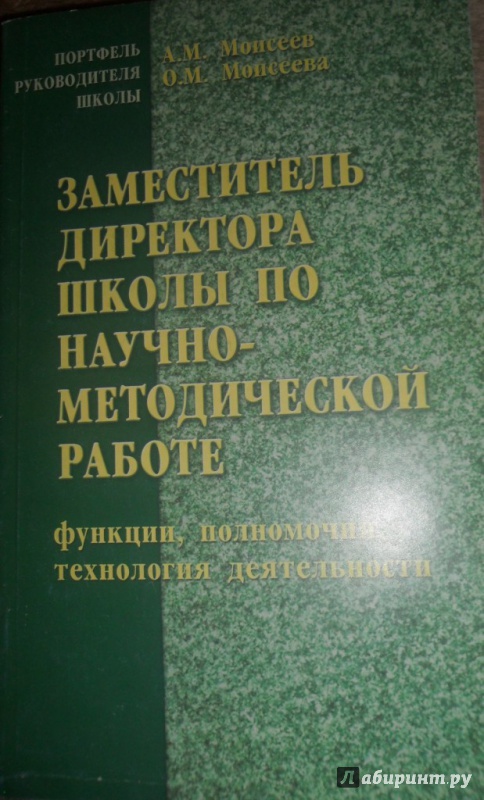 ПОРТФЕЛЬ
РУКОВОДИТЕЛЯ
ШКОЛЫ
А.М. Моисеев
О.М. Моисеева
ЗАМЕСТИТЕЛЬ
ДИРЕКТОРА
ШКОЛЫ ПО
НАУЧНО-
МЕТОДИЧЕСКОЙ
РАБОТЕ
функции, полномочия,
технология деятельности
Лабиринт.ру